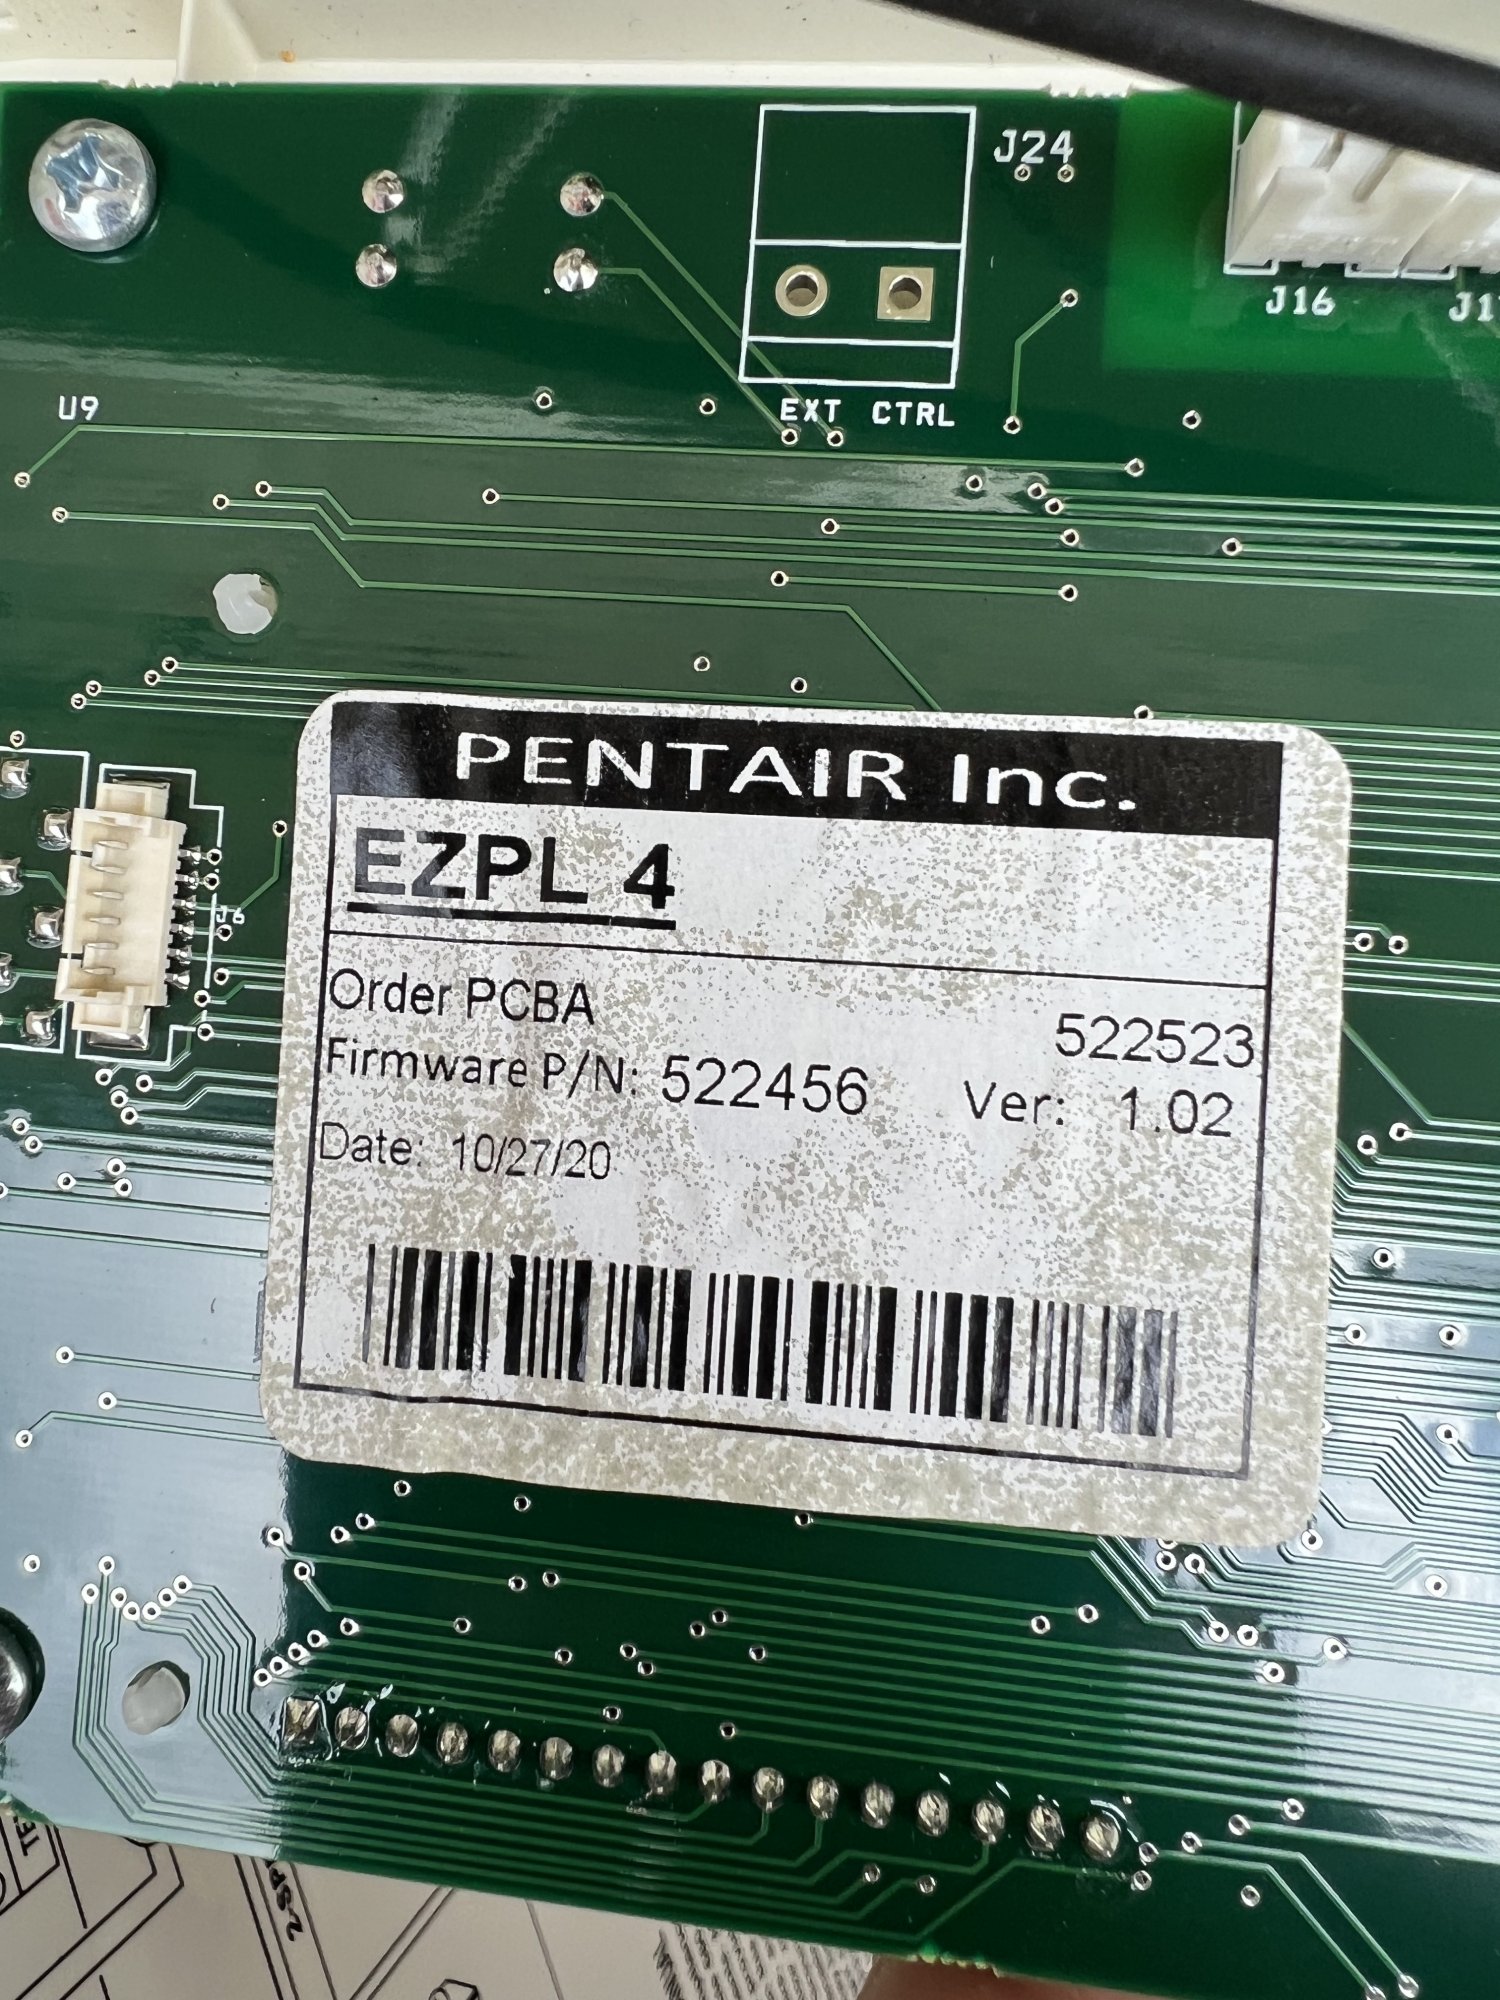 J24
J16
EXT CTRL
U9
PENTAIR Inc.
EZPL 4
J6
Order PCBA 522523
Firmware P/N: 522456 Ver: 1.02
Date: 10/27/20